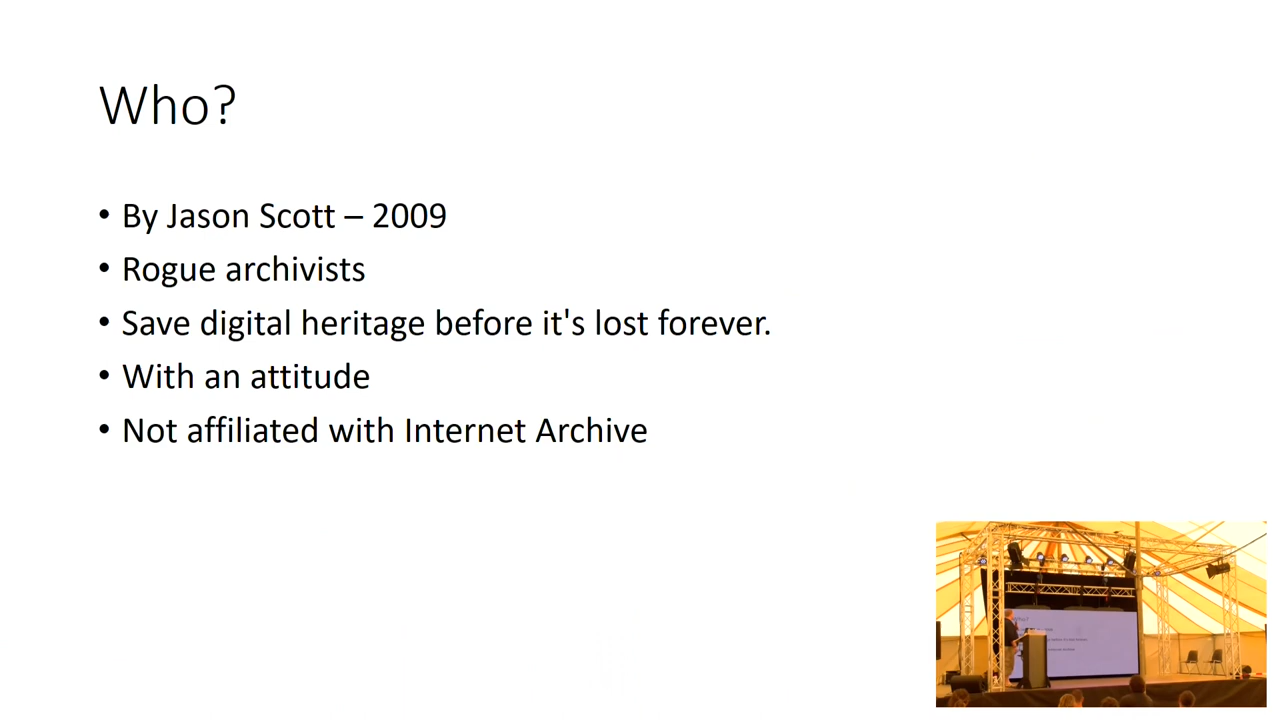 Who?
• By Jason Scott – 2009
• Rogue archivists
• Save digital heritage before it's lost forever.
• With an attitude
• Not affiliated with Internet Archive